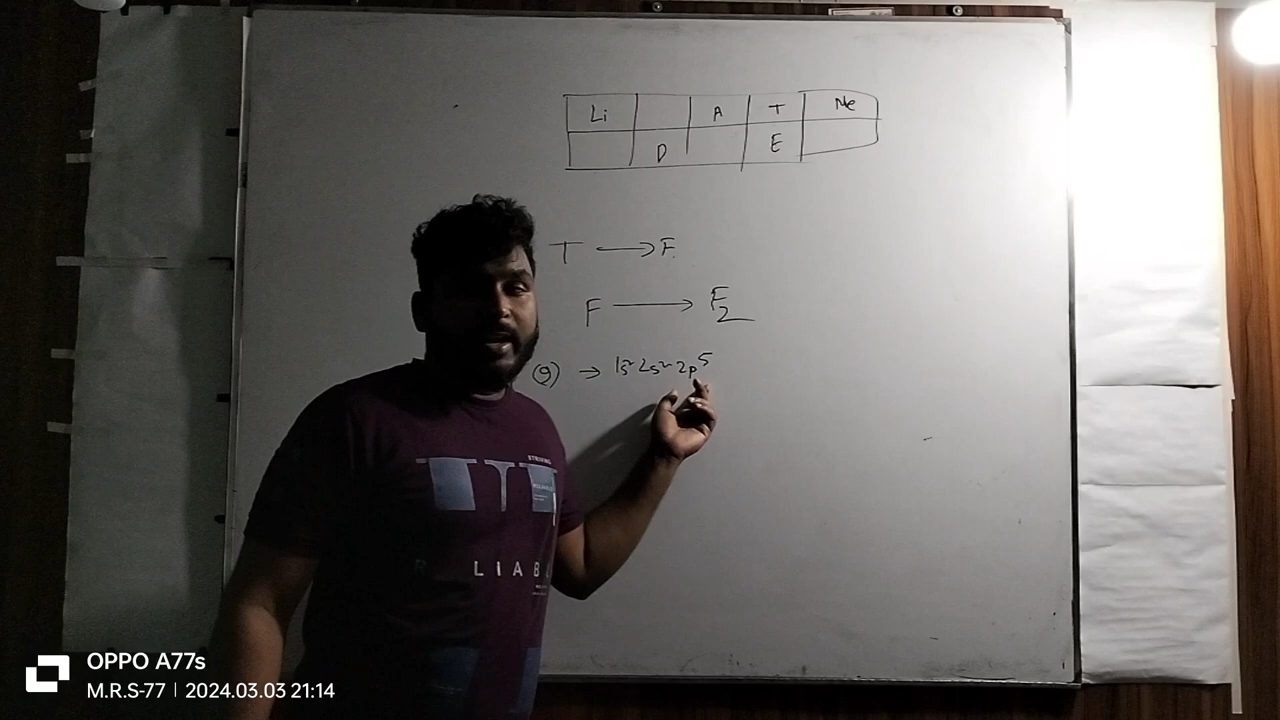 Li A T Ne
D E
T → F
F → F2
(9) → 1s² 2s² 2p⁵
STRIVING
LIAB
OPPO A77s
M.R.S-77 | 2024.03.03 21:14